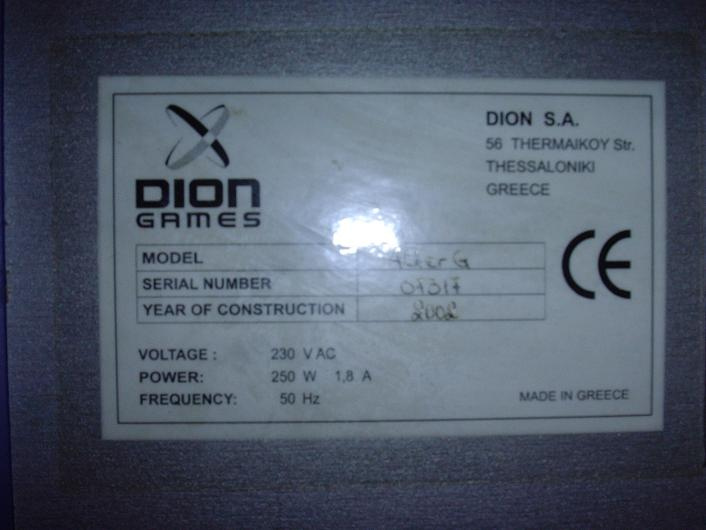 DION
GAMES
DION S.A.
56 THERMAIKOY Str.
THESSALONIKI
GREECE
CE
MODEL
SERIAL NUMBER
YEAR OF CONSTRUCTION 2002
VOLTAGE : 230 V AC
POWER: 250 W 1,8 A
FREQUENCY: 50 Hz
MADE IN GREECE